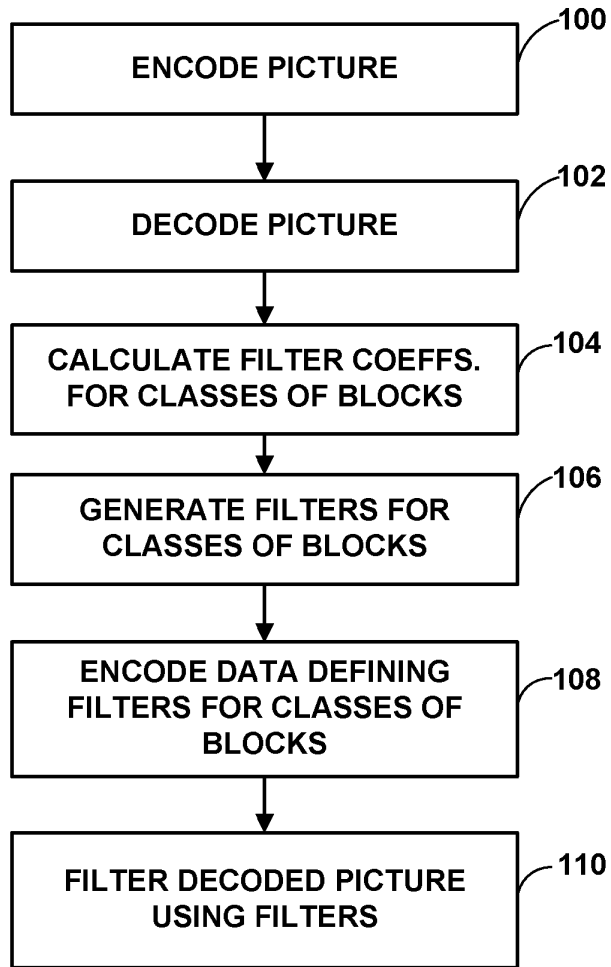 100
ENCODE PICTURE
102
DECODE PICTURE
104
CALCULATE FILTER COEFFS.
FOR CLASSES OF BLOCKS
106
GENERATE FILTERS FOR
CLASSES OF BLOCKS
108
ENCODE DATA DEFINING
FILTERS FOR CLASSES OF
BLOCKS
110
FILTER DECODED PICTURE
USING FILTERS